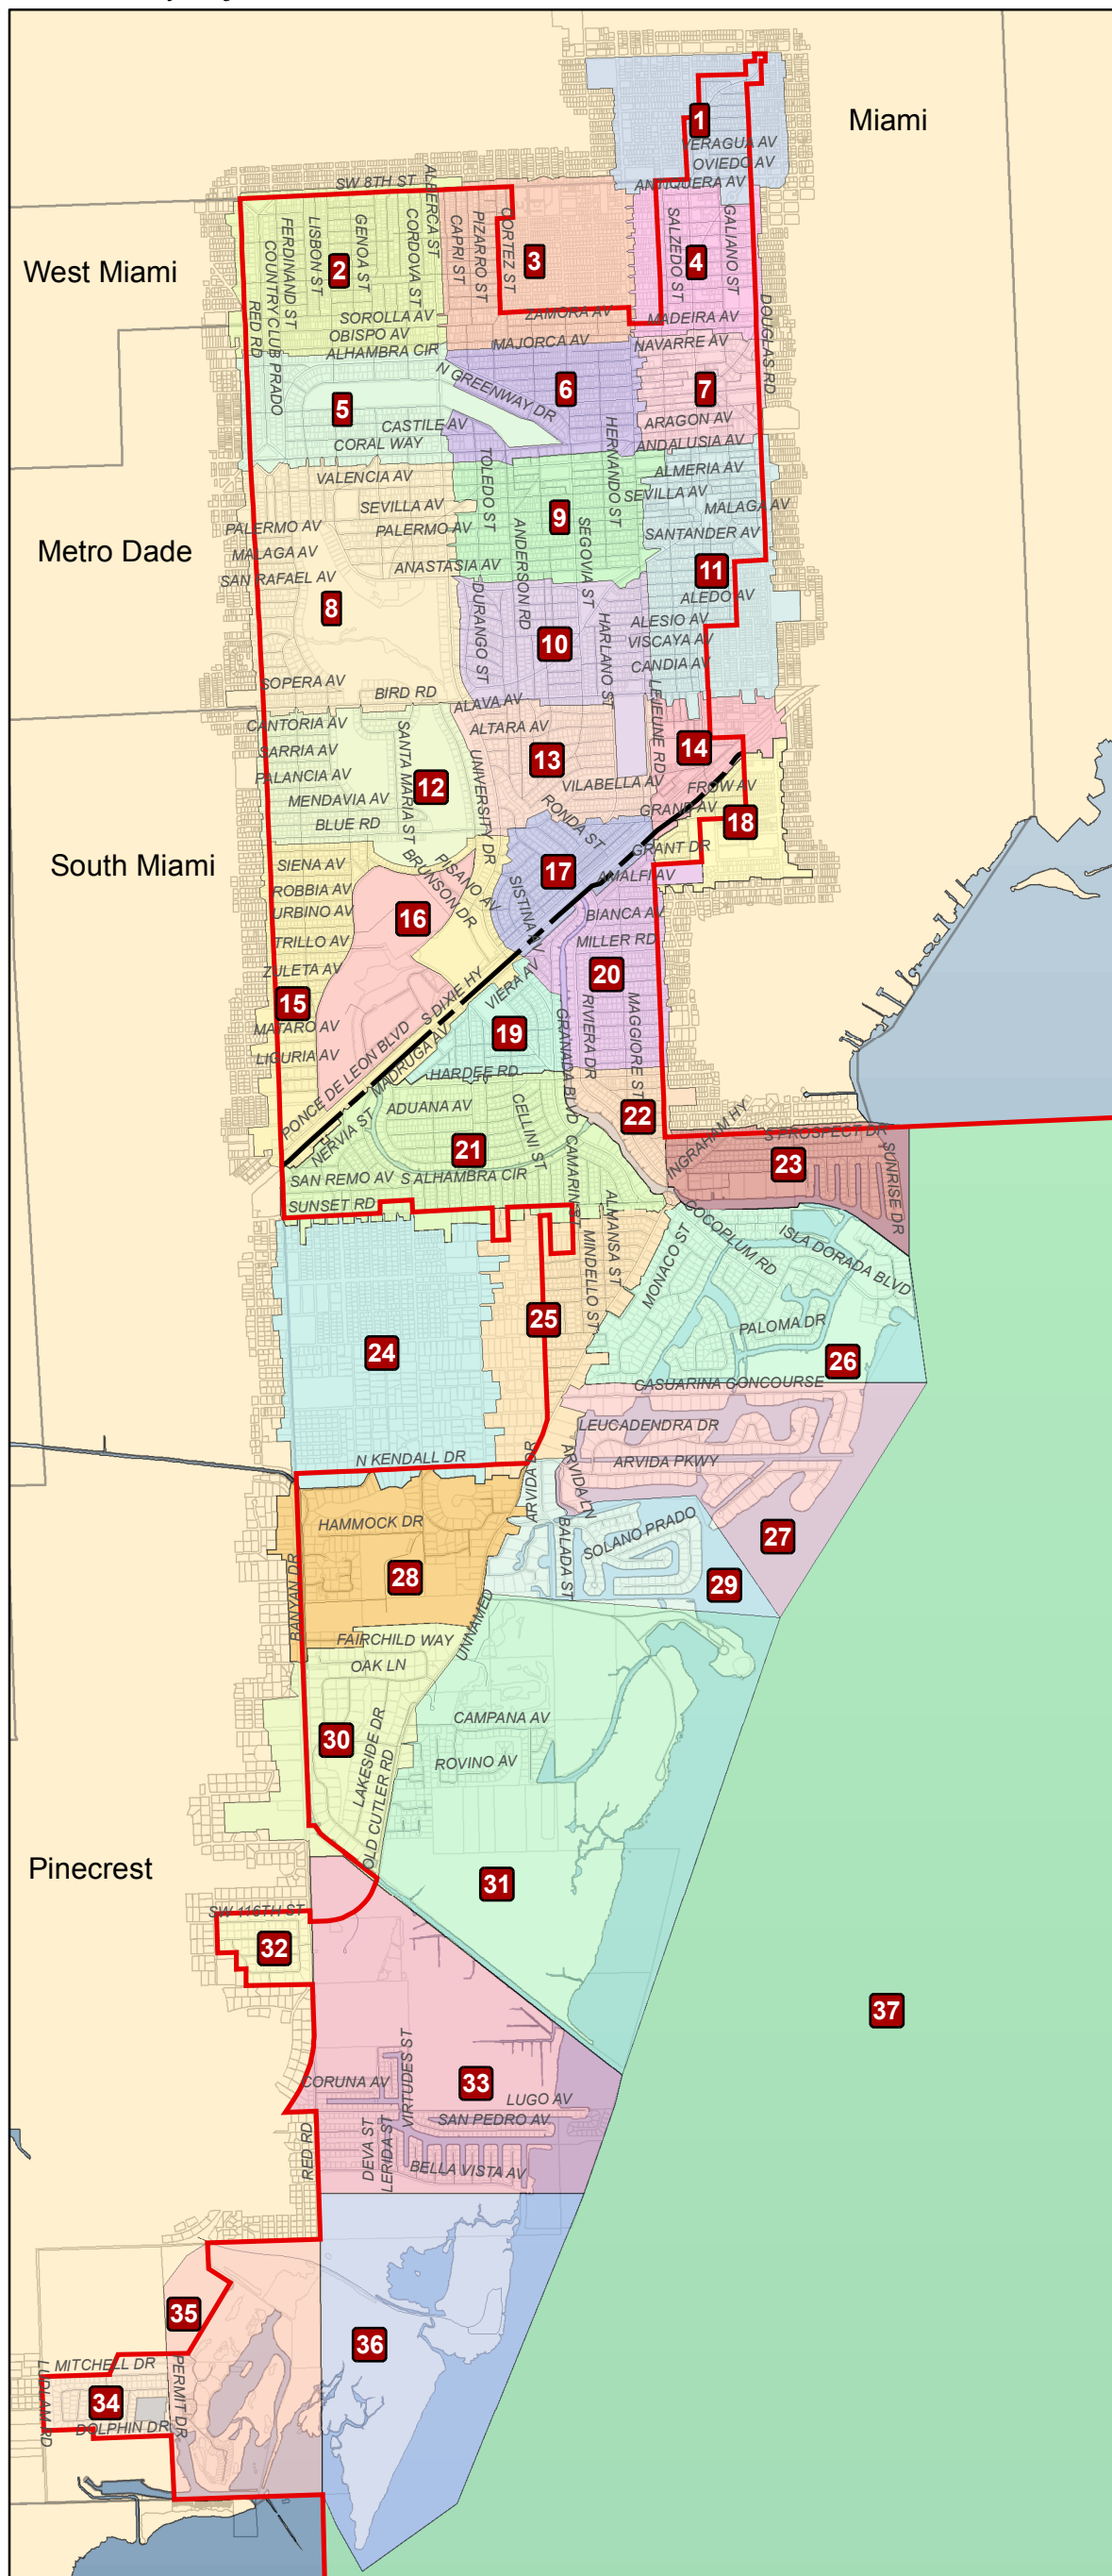 Miami
1
VERAGUA AV
OVIEDO AV
ANTIQUERA AV
SW 8TH ST
ALBERCA ST
West Miami
FERDINAND ST
LISBON ST
GENOA ST
CORDOVA ST
CAPRI ST
PIZARRO ST
CORTEZ ST
SALZEDO ST
GALIANO ST
2
3
4
COUNTRY CLUB PRADO
RED RD
SOROLLA AV
OBISPO AV
ALHAMBRA CIR
ZAMORA AV
MAJORCA AV
MADEIRA AV
NAVARRE AV
DOUGLAS RD
N GREENWAY DR
5
6
7
CASTILE AV
CORAL WAY
HERNANDO ST
ARAGON AV
ANDALUSIA AV
VALENCIA AV
TOLEDO ST
ALMERIA AV
SEVILLA AV
SEVILLA AV
MALAGA AV
PALERMO AV
PALERMO AV
9
SANTANDER AV
Metro Dade
MALAGA AV
ANDERSON RD
SEGOVIA ST
SAN RAFAEL AV
ANASTASIA AV
11
8
DURANGO ST
ALEDO AV
10
HARLANO ST
ALESIO AV
VISCAYA AV
CANDIA AV
SOPERA AV
BIRD RD
ALAVA AV
LEJEUNE RD
CANTORIA AV
SANTA MARIA ST
ALTARA AV
SARRIA AV
UNIVERSITY DR
13
14
PALANCIA AV
12
VILABELLA AV
FROW AV
MENDAVIA AV
RONDA ST
GRAND AV
BLUE RD
18
South Miami
SIENA AV
BRUNSON DR
PISANO AV
GRANT DR
ROBBIA AV
17
AMALFI AV
URBINO AV
16
SISTINA AV
BIANCA AV
TRILLO AV
MILLER RD
ZULETA AV
S DIXIE HY
VIERA AV
20
15
RIVIERA DR
MAGGIORE ST
MATARO AV
19
GRANADA BLVD
LIGURIA AV
PONCE DE LEON BLVD
MADRUGA AV
HARDEE RD
NERVIA ST
ADUANA AV
CELLINI ST
22
INGRAHAM HY
S PROSPECT DR
21
CAMARIN ST
23
SUNRISE DR
SAN REMO AV
S ALHAMBRA CIR
SUNSET RD
ALMANSA ST
COCOPLUM RD
ISLA DORADA BLVD
MINDELLO ST
MONACO ST
25
PALOMA DR
24
26
CASUARINA CONCOURSE
LEUCADENDRA DR
N KENDALL DR
ARVIDA DR
ARVIDA LN
ARVIDA PKWY
HAMMOCK DR
BALADA ST
SOLANO PRADO
27
28
29
BANYAN DR
FAIRCHILD WAY
UNNAMED
OAK LN
30
LAKESIDE DR
CAMPANA AV
ROVINO AV
OLD CUTLER RD
Pinecrest
31
SW 116TH ST
32
37
VIRTUDES ST
CORUNA AV
33
LUGO AV
SAN PEDRO AV
RED RD
DEVA ST
LERIDA ST
BELLA VISTA AV
35
36
MITCHELL DR
LUDLAM RD
PERMIT DR
34
DOLPHIN DR